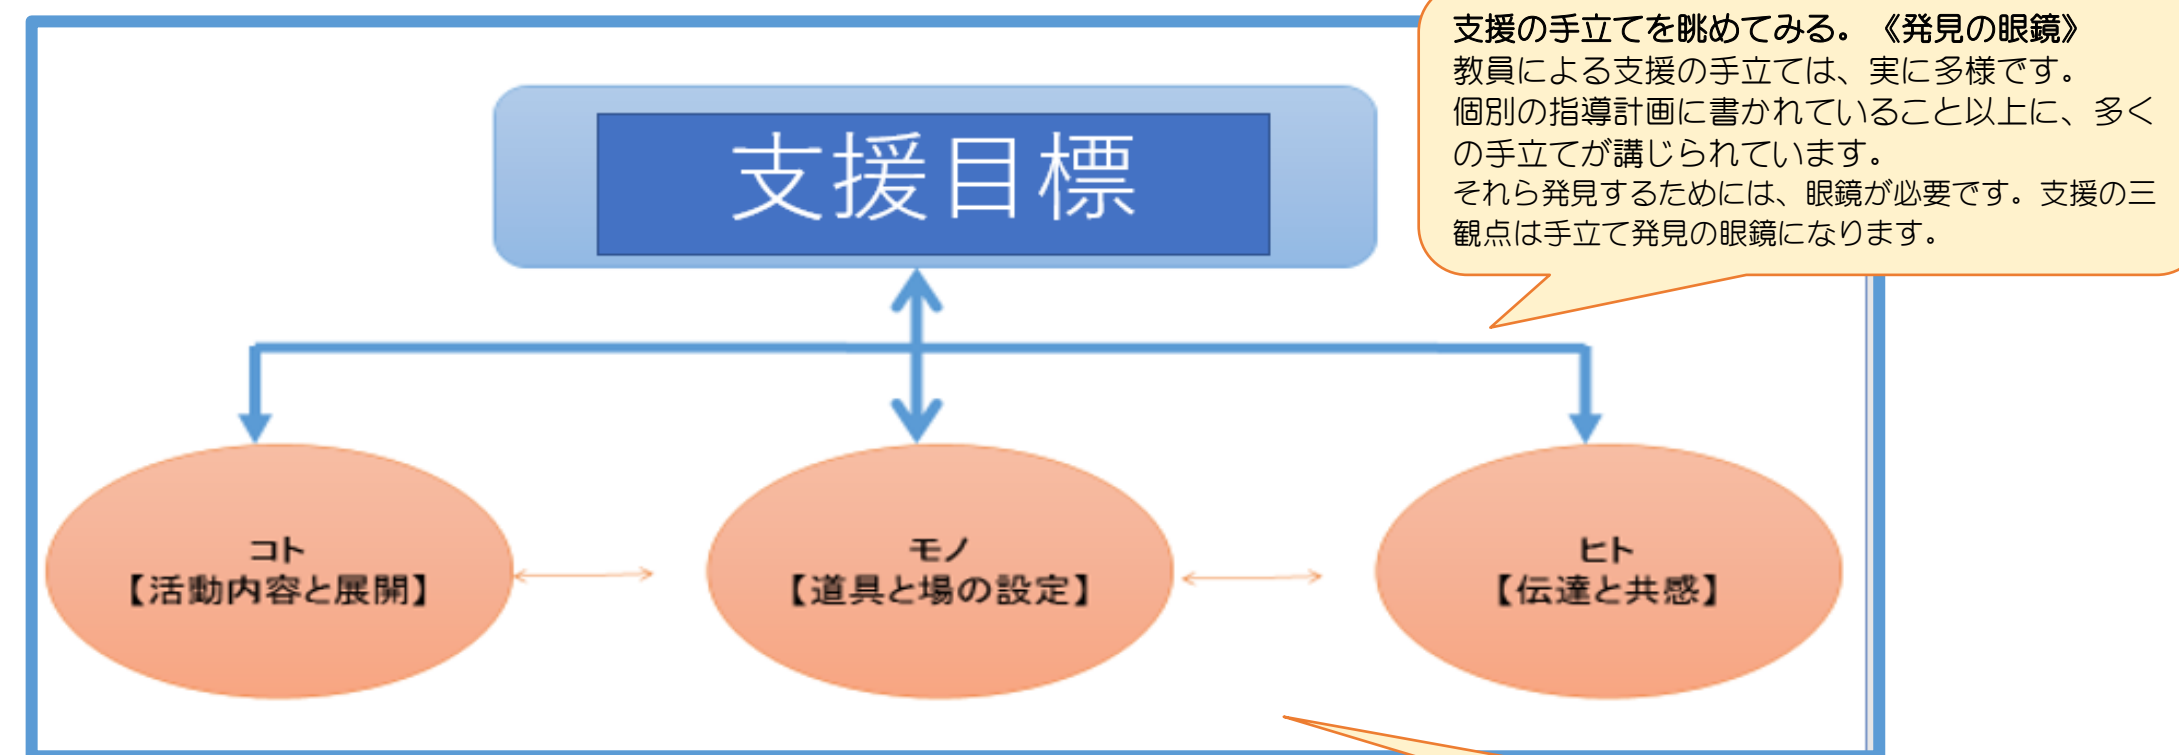 支援の手立てを眺めてみる。《発見の眼鏡》
教員による支援の手立ては、実に多様です。
個別の指導計画に書かれていること以上に、多く
の手立てが講じられています。
それら発見するためには、眼鏡が必要です。支援の三
観点は手立て発見の眼鏡になります。
支援目標
コト
【活動内容と展開】
モノ
【道具と場の設定】
ヒト
【伝達と共感】